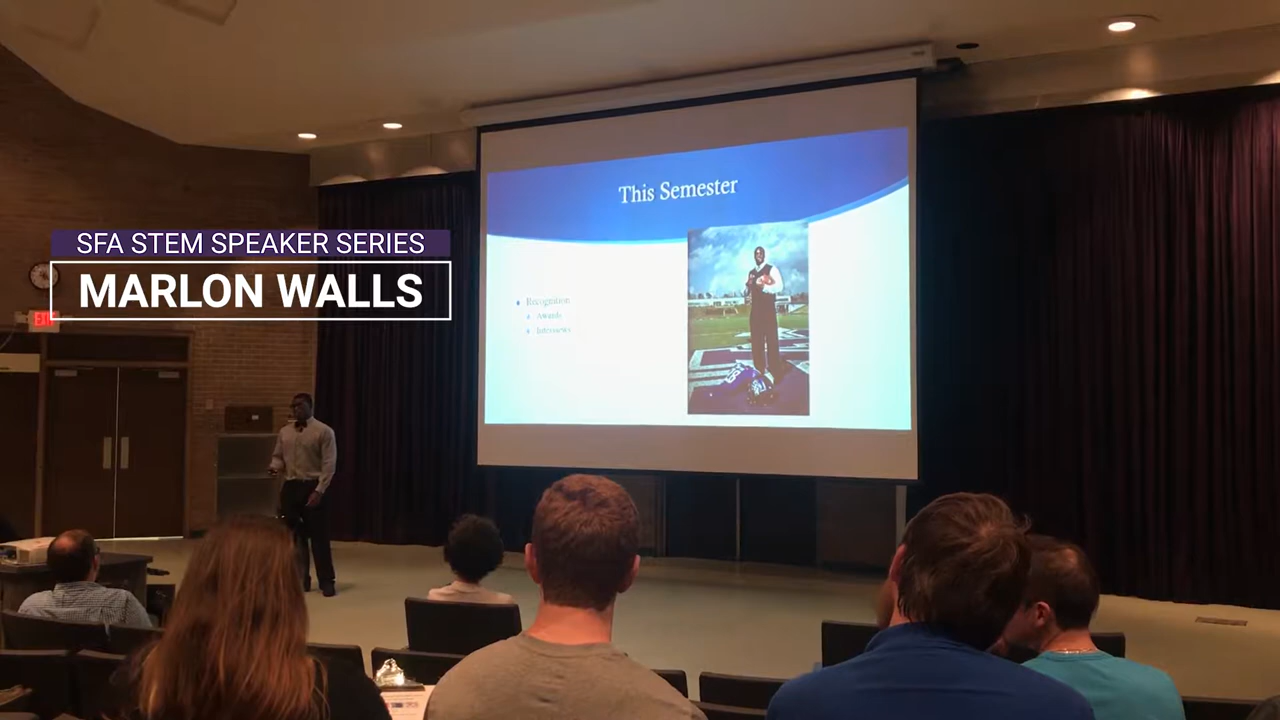 This Semester
SFA STEM SPEAKER SERIES
MARLON WALLS
Recognition
Awards
Interviews
EXIT